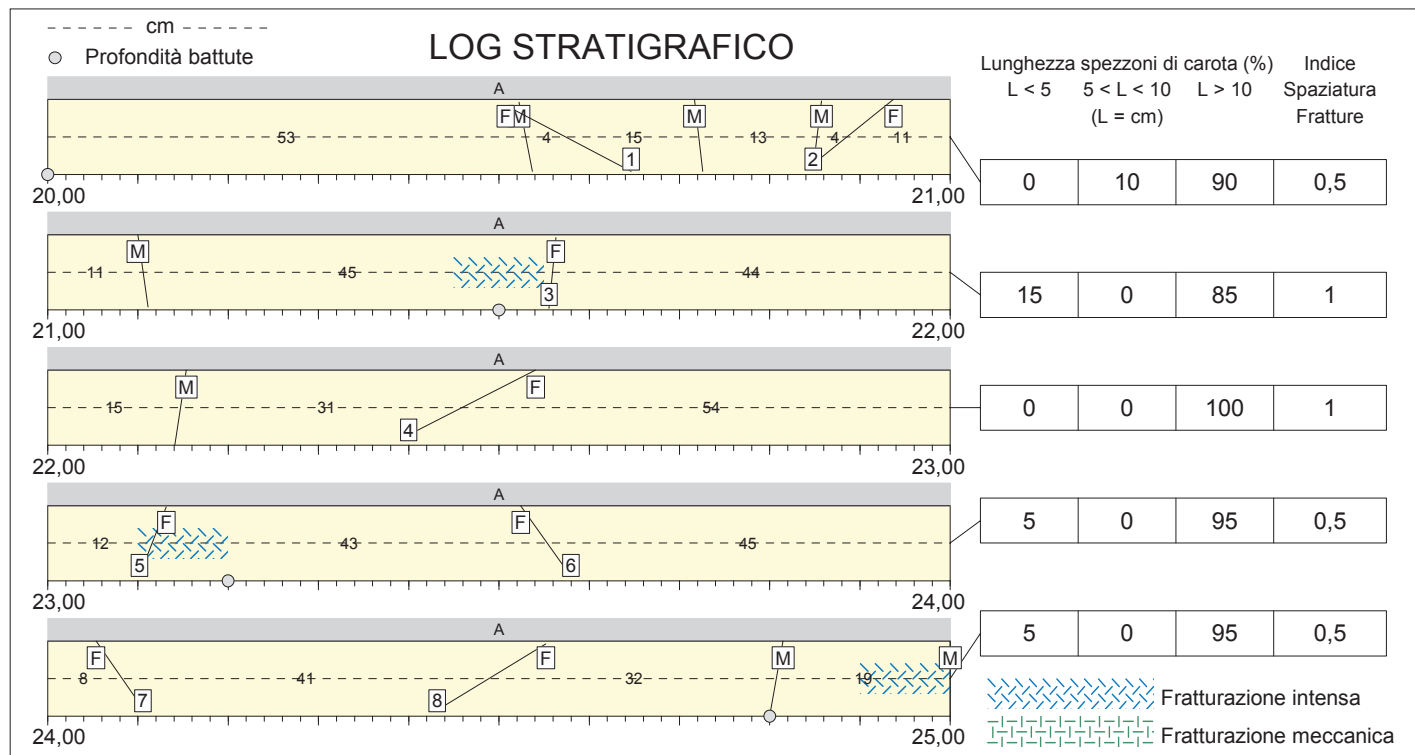 cm
Profondità battute
LOG STRATIGRAFICO
Lunghezza spezzoni di carota (%)
L < 5 5 < L < 10 L > 10
(L = cm)
Indice
Spaziatura
Fratture
A
F M M M F
53 4 15 13 4 11
1 2
20,00 21,00
0 10 90 0,5
A
M F
11 45 44
3
21,00 22,00
15 0 85 1
A
M F
15 31 54
4
22,00 23,00
0 0 100 1
A
F F
12 43 45
5 6
23,00 24,00
5 0 95 0,5
A
F F M M
8 41 32 19
7 8
24,00 25,00
5 0 95 0,5
Fratturazione intensa
Fratturazione meccanica